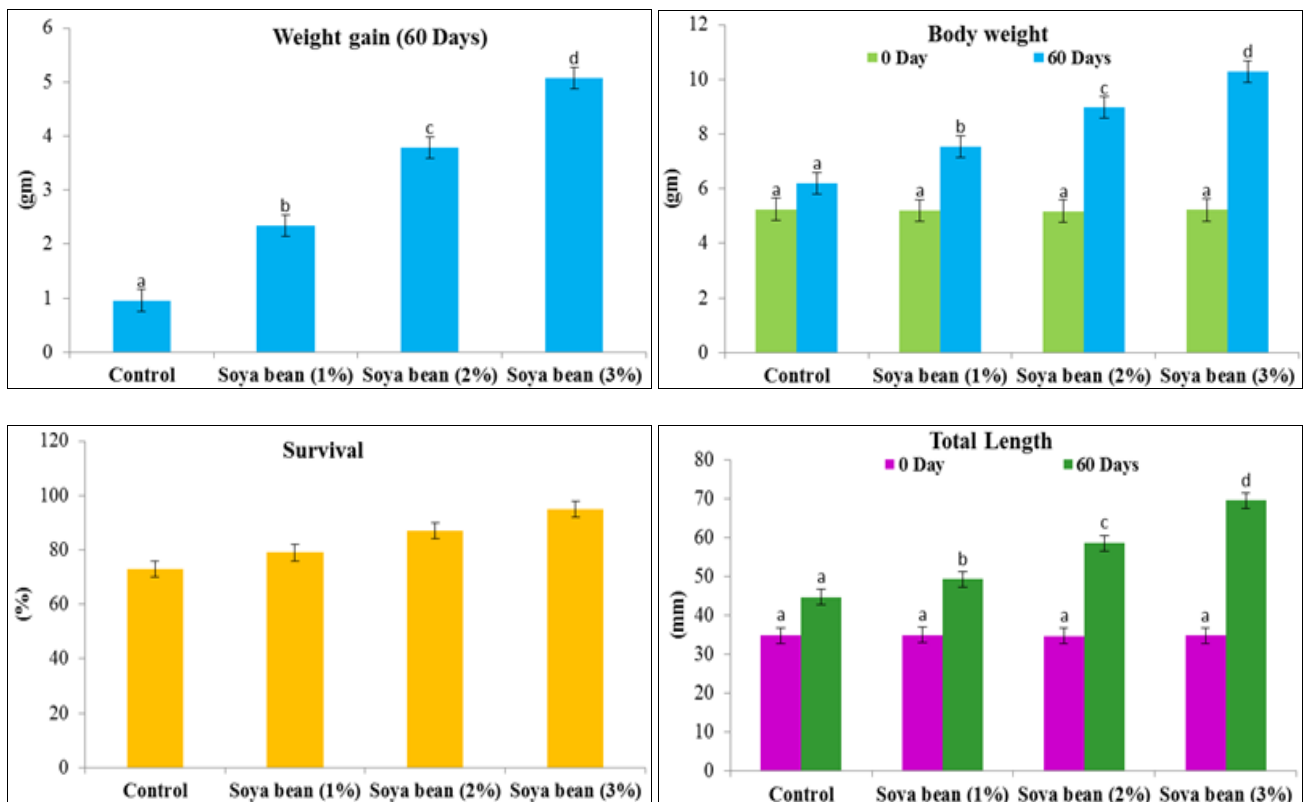 Weight gain (60 Days)
6
5
4
3
2
1
0
(gm)
a
b
c
d
Control
Soya bean (1%)
Soya bean (2%)
Soya bean (3%)
Body weight
0 Day
60 Days
12
10
8
6
4
2
0
(gm)
a
a
a
b
a
c
a
d
Control
Soya bean (1%)
Soya bean (2%)
Soya bean (3%)
Survival
120
100
80
60
40
20
0
(%)
Control
Soya bean (1%)
Soya bean (2%)
Soya bean (3%)
Total Length
0 Day
60 Days
80
70
60
50
40
30
20
10
0
(mm)
a
a
a
b
a
c
a
d
Control
Soya bean (1%)
Soya bean (2%)
Soya bean (3%)